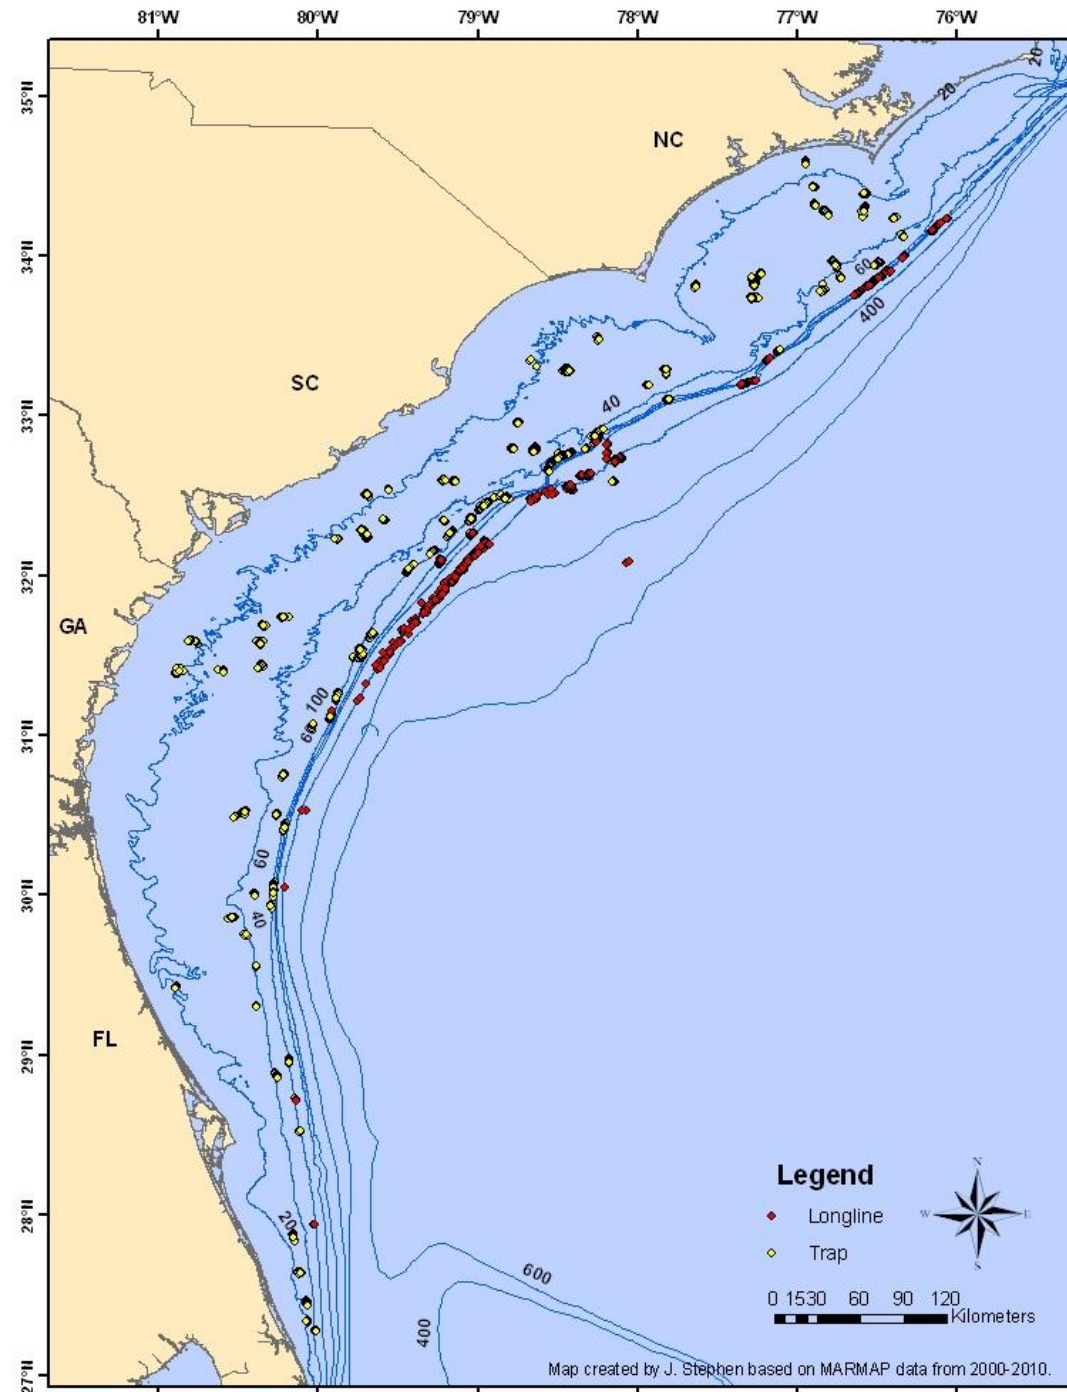 81°W 80°W 79°W 78°W 77°W 76°W
20
20
35°N
NC
34°N
60
400
SC
40
33°N
32°N
GA
100
60
31°N
60
30°N
40
FL
29°N
Legend
N
Longline
W E
28°N
20
Trap
S
600
0 1530 60 90 120
Kilometers
400
Map created by J. Stephen based on MARMAP data from 2000-2010.
27°N